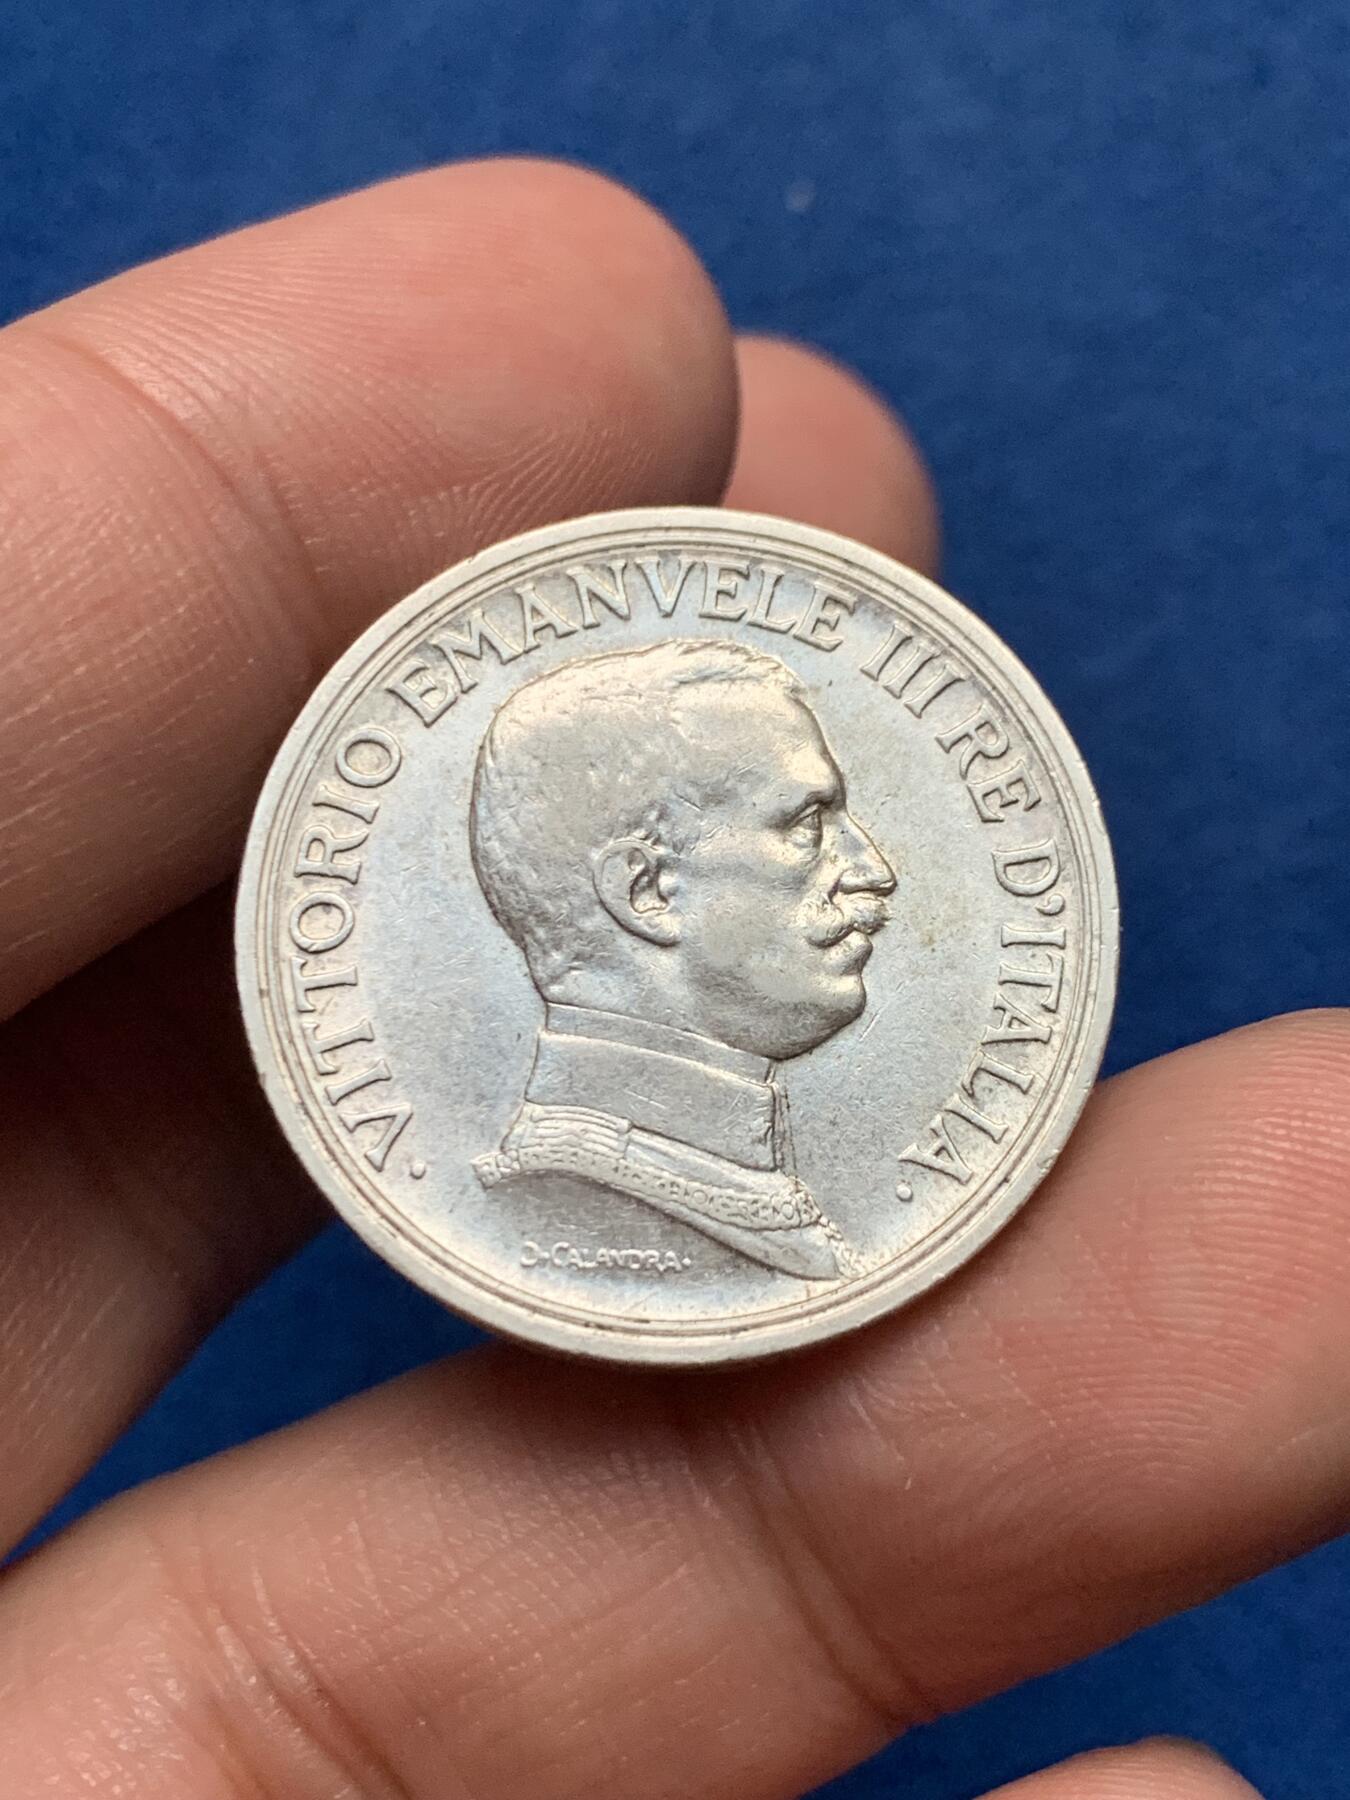 · VITTORIO EMANVELE III RE D'ITALIA ·
D·CALANDRA·